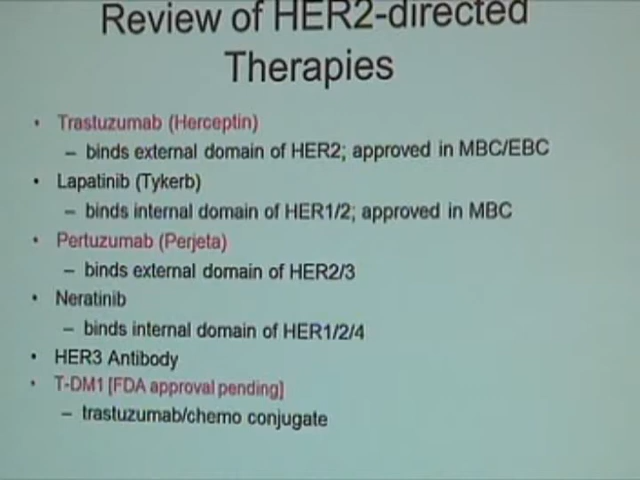 Review of HER2-directed
Therapies
• Trastuzumab (Herceptin)
– binds external domain of HER2; approved in MBC/EBC
• Lapatinib (Tykerb)
– binds internal domain of HER1/2; approved in MBC
• Pertuzumab (Perjeta)
– binds external domain of HER2/3
• Neratinib
– binds internal domain of HER1/2/4
• HER3 Antibody
• T-DM1 [FDA approval pending]
– trastuzumab/chemo conjugate